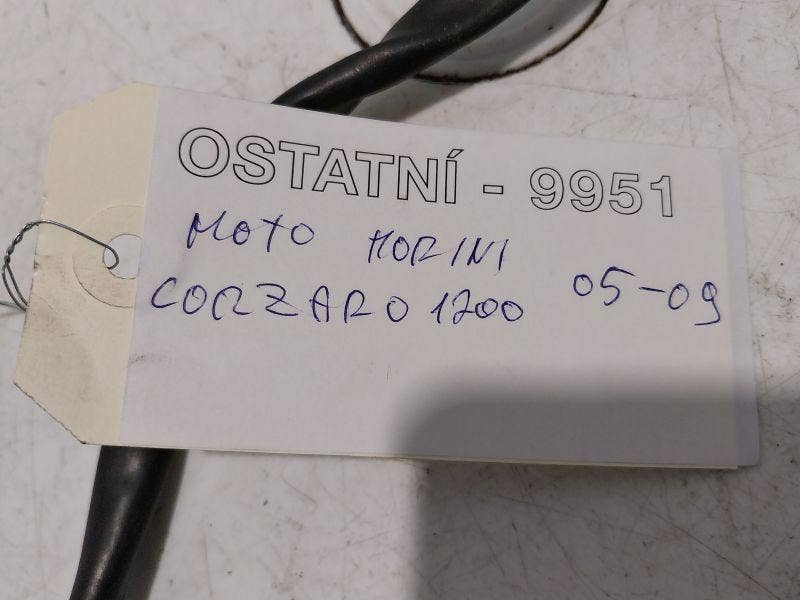 OSTATNÍ - 9951
MOTO MORINI
CORZARO 1200 05-09